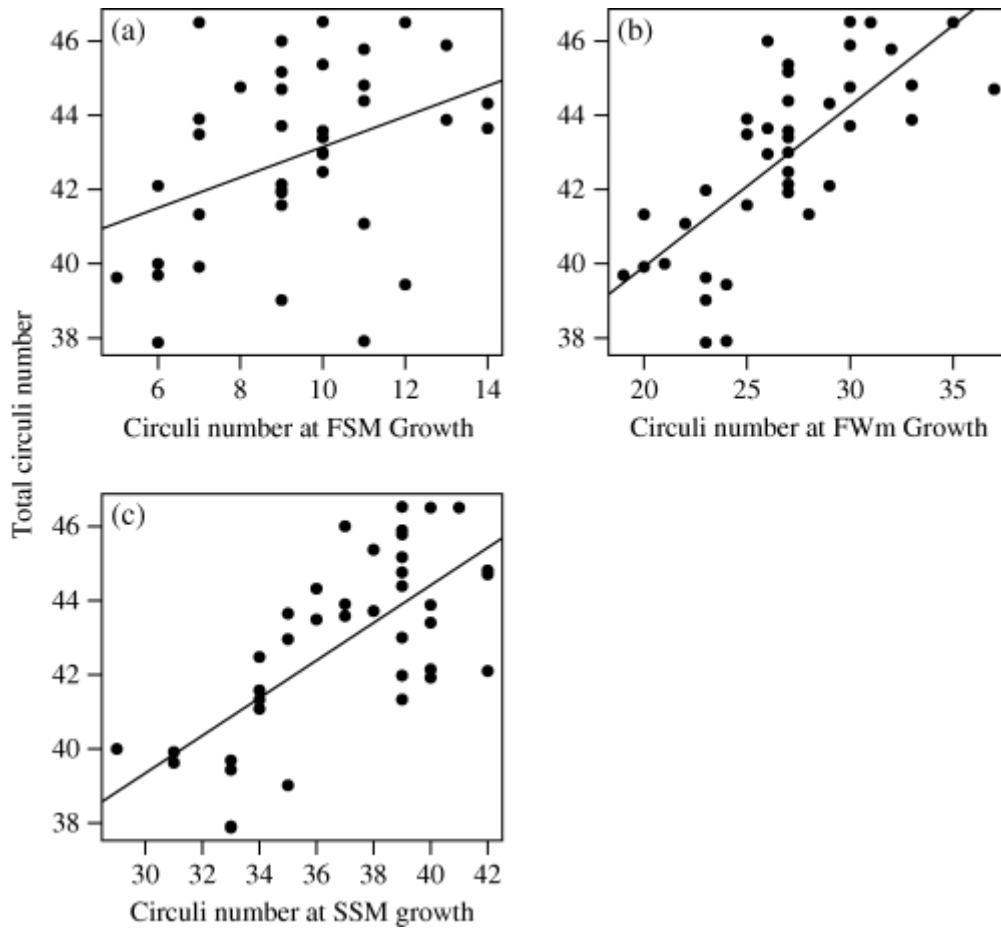 (a)
46
44
42
40
38
6 8 10 12 14
Circuli number at FSM Growth
(b)
46
44
42
40
38
20 25 30 35
Circuli number at FWm Growth
Total circuli number
(c)
46
44
42
40
38
30 32 34 36 38 40 42
Circuli number at SSM growth